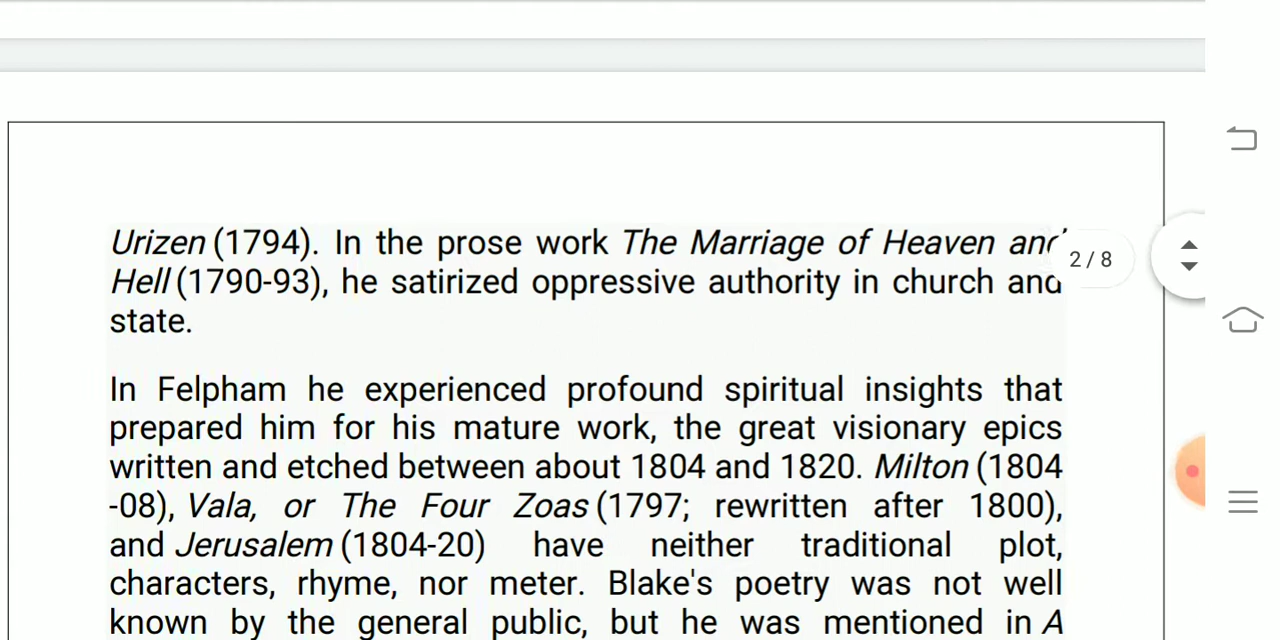 Urizen (1794). In the prose work The Marriage of Heaven and
2 / 8
Hell (1790-93), he satirized oppressive authority in church and
state.
In Felpham he experienced profound spiritual insights that
prepared him for his mature work, the great visionary epics
written and etched between about 1804 and 1820. Milton (1804
-08), Vala, or The Four Zoas (1797; rewritten after 1800),
and Jerusalem (1804-20) have neither traditional plot,
characters, rhyme, nor meter. Blake's poetry was not well
known by the general public, but he was mentioned in A